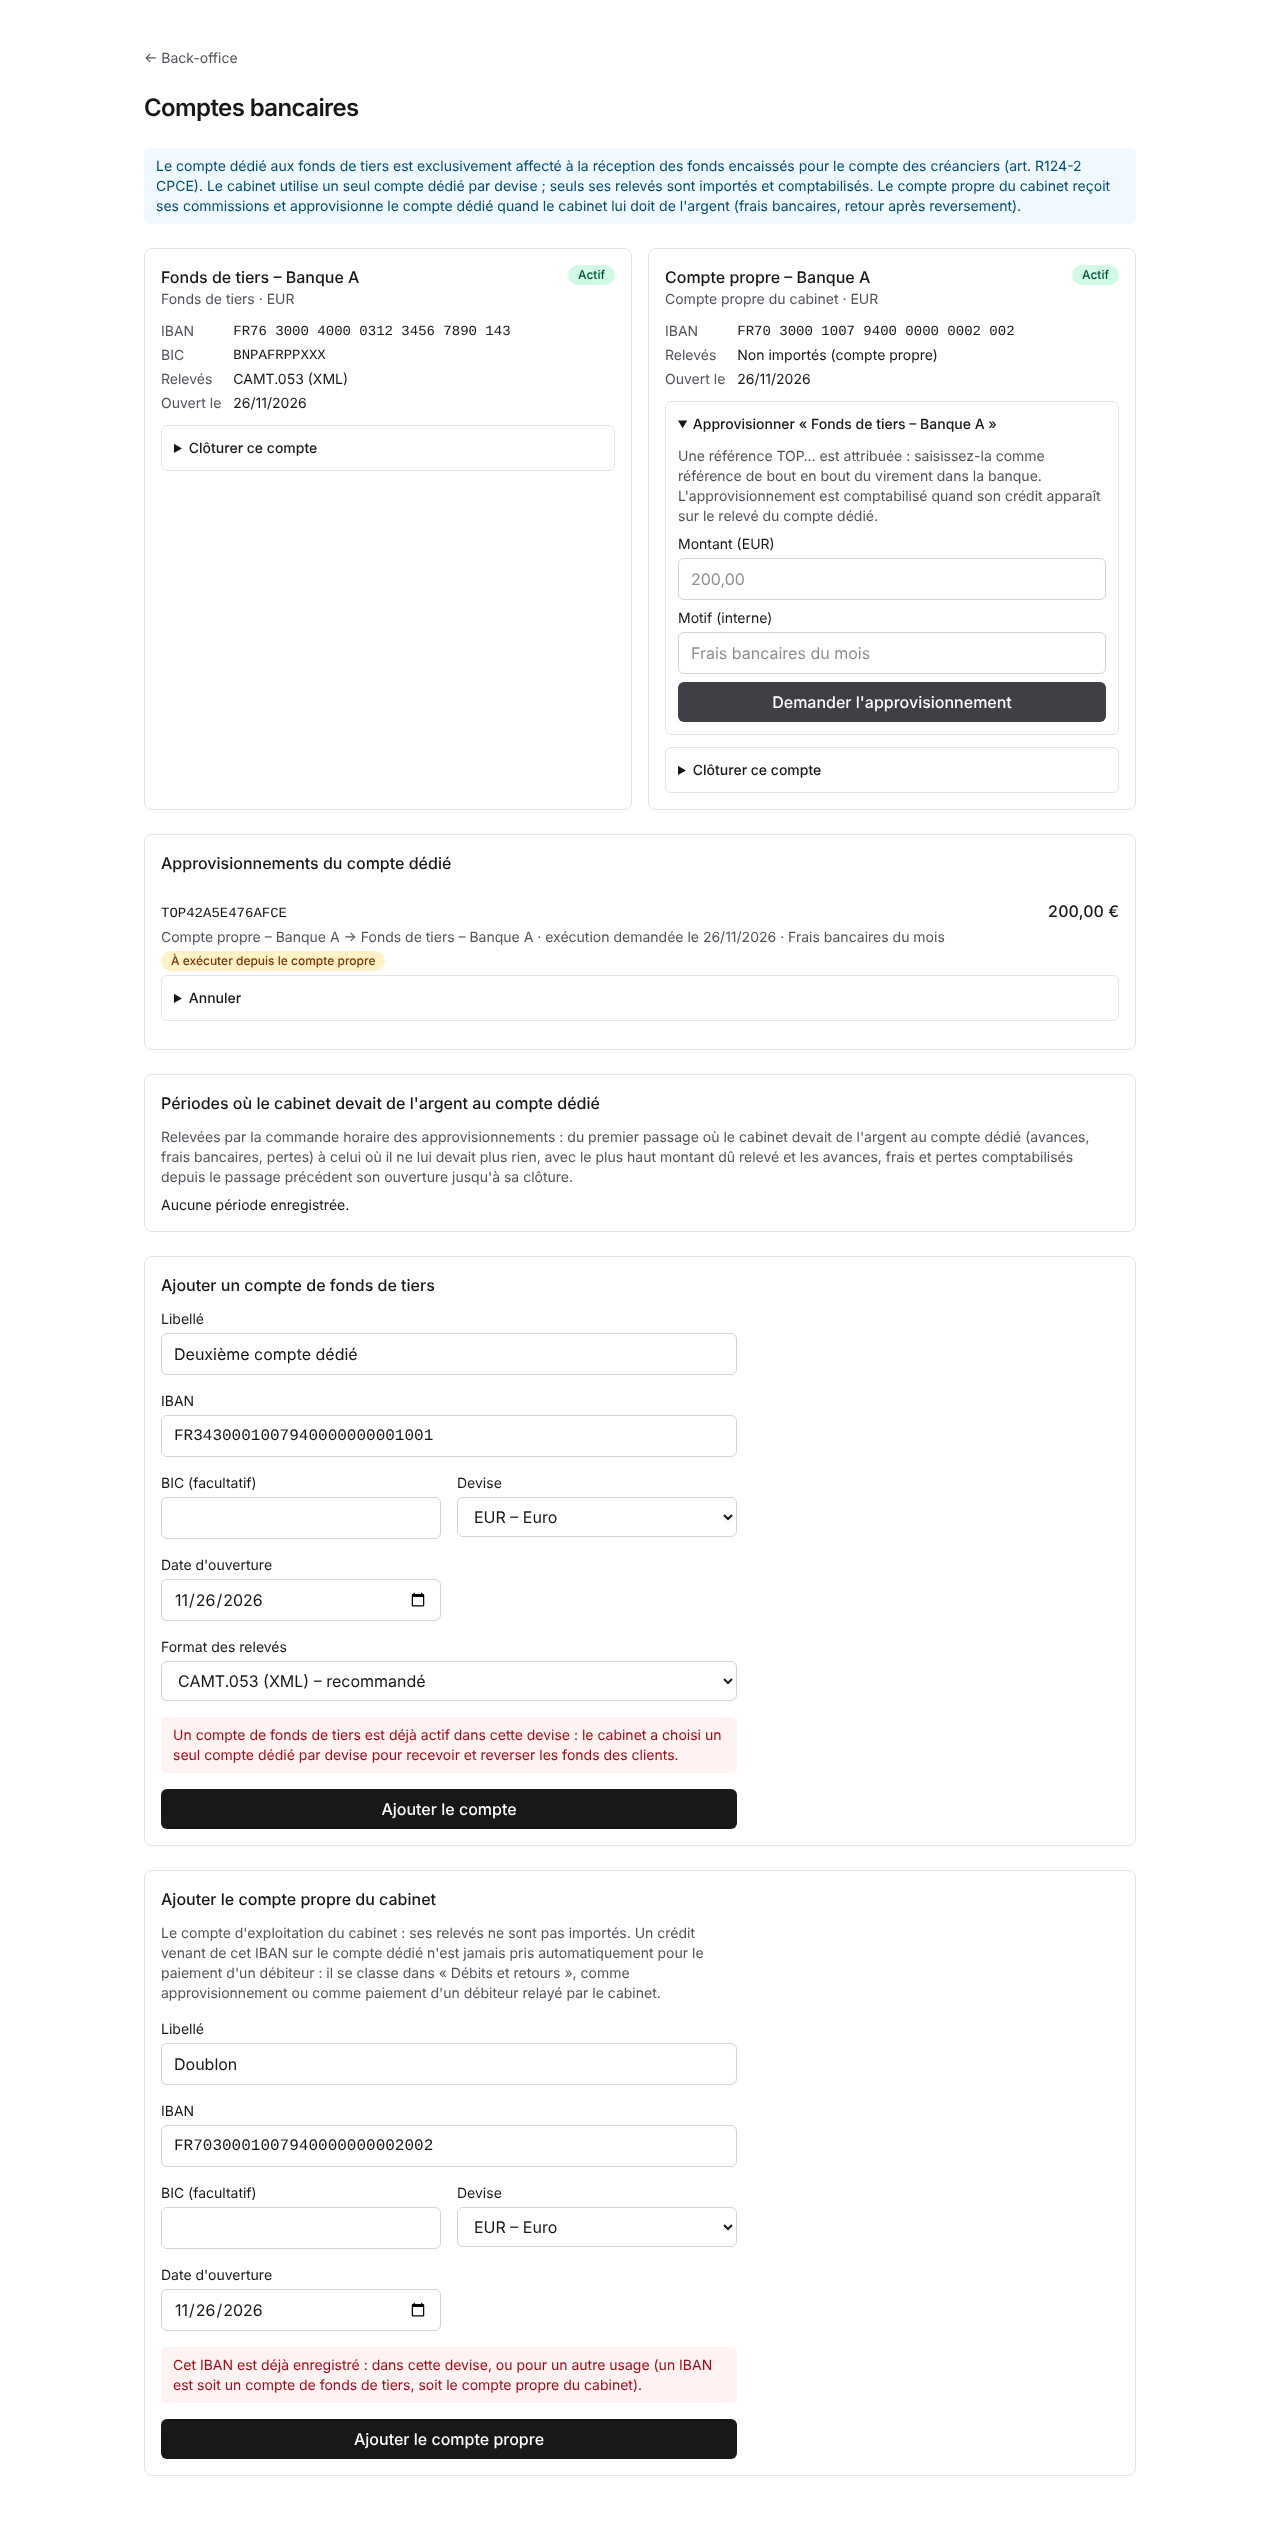 ← Back-office
Comptes bancaires
Le compte dédié aux fonds de tiers est exclusivement affecté à la réception des fonds encaissés pour le compte des créanciers (art. R124-2
CPCE). Le cabinet utilise un seul compte dédié par devise ; seuls ses relevés sont importés et comptabilisés. Le compte propre du cabinet reçoit
ses commissions et approvisionne le compte dédié quand le cabinet lui doit de l'argent (frais bancaires, retour après reversement).
Fonds de tiers – Banque A
Actif
Fonds de tiers · EUR
IBAN FR76 3000 4000 0312 3456 7890 143
BIC BNPAFRPPXXX
Relevés CAMT.053 (XML)
Ouvert le 26/11/2026
▶ Clôturer ce compte
Compte propre – Banque A
Actif
Compte propre du cabinet · EUR
IBAN FR70 3000 1007 9400 0000 0002 002
Relevés Non importés (compte propre)
Ouvert le 26/11/2026
▼ Approvisionner « Fonds de tiers – Banque A »
Une référence TOP… est attribuée : saisissez-la comme
référence de bout en bout du virement dans la banque.
L'approvisionnement est comptabilisé quand son crédit apparaît
sur le relevé du compte dédié.
Montant (EUR)
200,00
Motif (interne)
Frais bancaires du mois
Demander l'approvisionnement
▶ Clôturer ce compte
Approvisionnements du compte dédié
TOP42A5E476AFCE 200,00 €
Compte propre – Banque A → Fonds de tiers – Banque A · exécution demandée le 26/11/2026 · Frais bancaires du mois
À exécuter depuis le compte propre
▶ Annuler
Périodes où le cabinet devait de l'argent au compte dédié
Relevées par la commande horaire des approvisionnements : du premier passage où le cabinet devait de l'argent au compte dédié (avances,
frais bancaires, pertes) à celui où il ne lui devait plus rien, avec le plus haut montant dû relevé et les avances, frais et pertes comptabilisés
depuis le passage précédent son ouverture jusqu'à sa clôture.
Aucune période enregistrée.
Ajouter un compte de fonds de tiers
Libellé
Deuxième compte dédié
IBAN
FR3430001007940000000001001
BIC (facultatif) Devise
EUR – Euro
Date d'ouverture
11/26/2026
Format des relevés
CAMT.053 (XML) – recommandé
Un compte de fonds de tiers est déjà actif dans cette devise : le cabinet a choisi un
seul compte dédié par devise pour recevoir et reverser les fonds des clients.
Ajouter le compte
Ajouter le compte propre du cabinet
Le compte d'exploitation du cabinet : ses relevés ne sont pas importés. Un crédit
venant de cet IBAN sur le compte dédié n'est jamais pris automatiquement pour le
paiement d'un débiteur : il se classe dans « Débits et retours », comme
approvisionnement ou comme paiement d'un débiteur relayé par le cabinet.
Libellé
Doublon
IBAN
FR7030001007940000000002002
BIC (facultatif) Devise
EUR – Euro
Date d'ouverture
11/26/2026
Cet IBAN est déjà enregistré : dans cette devise, ou pour un autre usage (un IBAN
est soit un compte de fonds de tiers, soit le compte propre du cabinet).
Ajouter le compte propre